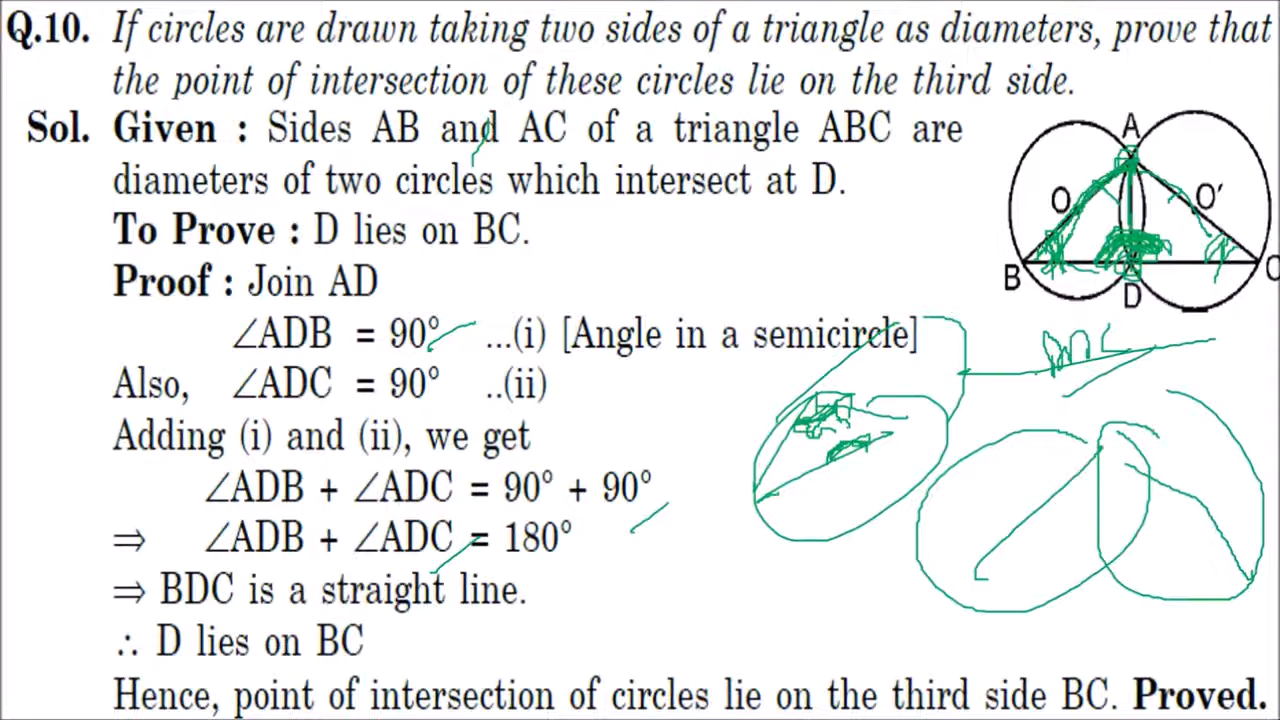 Q.10. If circles are drawn taking two sides of a triangle as diameters, prove that
the point of intersection of these circles lie on the third side.
Sol. Given : Sides AB and AC of a triangle ABC are
diameters of two circles which intersect at D.
To Prove : D lies on BC.
Proof : Join AD
∠ADB = 90° ...(i) [Angle in a semicircle]
Also, ∠ADC = 90° ..(ii)
Adding (i) and (ii), we get
∠ADB + ∠ADC = 90° + 90°
⇒ ∠ADB + ∠ADC = 180°
⇒ BDC is a straight line.
∴ D lies on BC
Hence, point of intersection of circles lie on the third side BC. Proved.
A
O O′
B D C